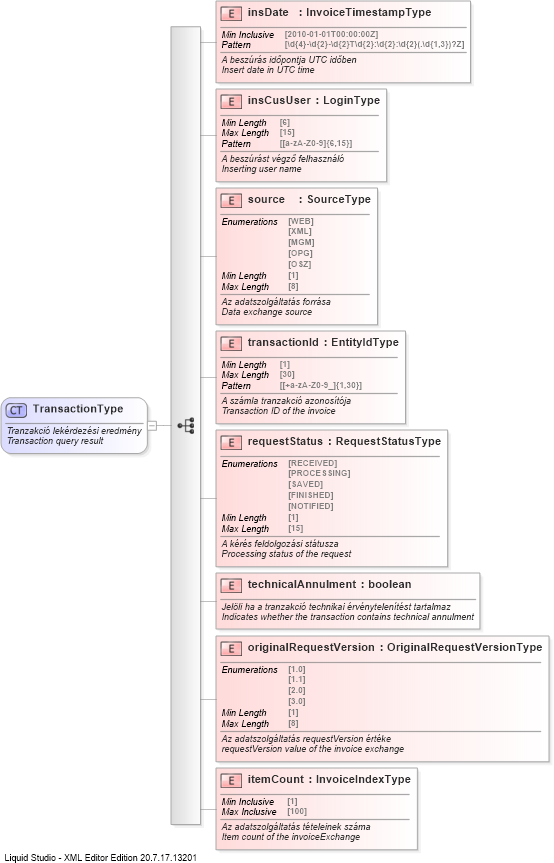 E insDate : InvoiceTimestampType
Min Inclusive [2010-01-01T00:00:00Z]
Pattern [\d{4}-\d{2}-\d{2}T\d{2}:\d{2}:\d{2}(.\d{1,3})?Z]
A beszúrás időpontja UTC időben
Insert date in UTC time
E insCusUser : LoginType
Min Length [6]
Max Length [15]
Pattern [[a-zA-Z0-9]{6,15}]
A beszúrást végző felhasználó
Inserting user name
E source : SourceType
Enumerations [WEB]
[XML]
[MGM]
[OPG]
[OSZ]
Min Length [1]
Max Length [8]
Az adatszolgáltatás forrása
Data exchange source
E transactionId : EntityIdType
Min Length [1]
Max Length [30]
Pattern [[+a-zA-Z0-9_]{1,30}]
A számla tranzakció azonosítója
Transaction ID of the invoice
CT TransactionType
Tranzakció lekérdezési eredmény
Transaction query result
E requestStatus : RequestStatusType
Enumerations [RECEIVED]
[PROCESSING]
[SAVED]
[FINISHED]
[NOTIFIED]
Min Length [1]
Max Length [15]
A kérés feldolgozási státusza
Processing status of the request
E technicalAnnulment : boolean
Jelöli ha a tranzakció technikai érvénytelenítést tartalmaz
Indicates whether the transaction contains technical annulment
E originalRequestVersion : OriginalRequestVersionType
Enumerations [1.0]
[1.1]
[2.0]
[3.0]
Min Length [1]
Max Length [8]
Az adatszolgáltatás requestVersion értéke
requestVersion value of the invoice exchange
E itemCount : InvoiceIndexType
Min Inclusive [1]
Max Inclusive [100]
Az adatszolgáltatás tételeinek száma
Item count of the invoiceExchange
Liquid Studio - XML Editor Edition 20.7.17.13201